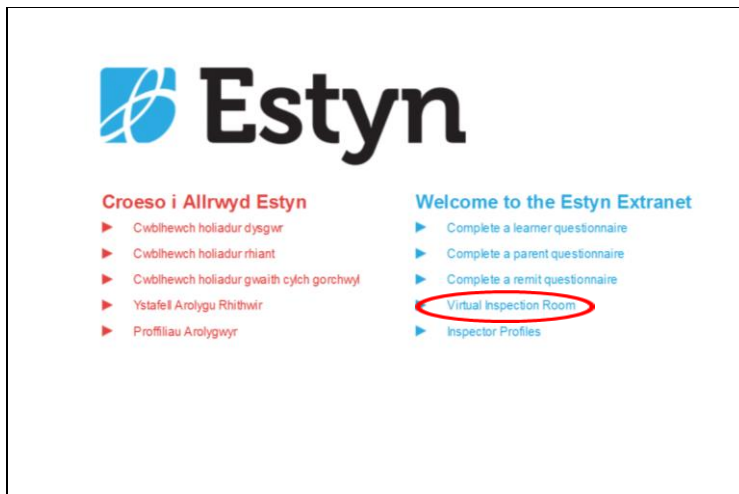 Estyn
Croeso i Allrwyd Estyn
Cwblhewch holiadur dysgwr
Cwblhewch holiadur rhiant
Cwblhewch holiadur gwaith cylch gorchwyl
Ystafell Arolygu Rhithwir
Proffiliau Arolygwyr
Welcome to the Estyn Extranet
Complete a learner questionnaire
Complete a parent questionnaire
Complete a remit questionnaire
Virtual Inspection Room
Inspector Profiles